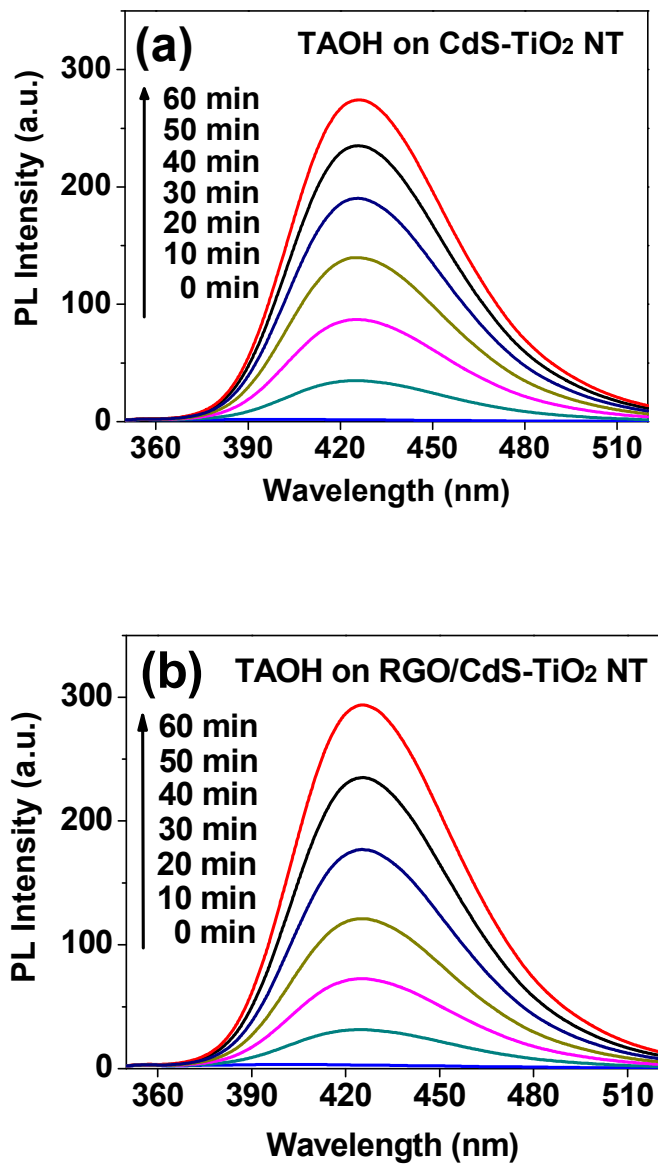 (a) TAOH on CdS-TiO2 NT
300
200
100
0
PL Intensity (a.u.)
60 min
50 min
40 min
30 min
20 min
10 min
0 min
360 390 420 450 480 510
Wavelength (nm)
(b) TAOH on RGO/CdS-TiO2 NT
300
200
100
0
PL Intensity (a.u.)
60 min
50 min
40 min
30 min
20 min
10 min
0 min
360 390 420 450 480 510
Wavelength (nm)